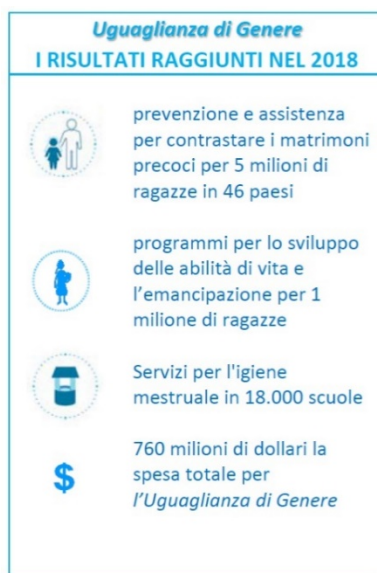 Uguaglianza di Genere
I RISULTATI RAGGIUNTI NEL 2018
prevenzione e assistenza
per contrastare i matrimoni
precoci per 5 milioni di
ragazze in 46 paesi
programmi per lo sviluppo
delle abilità di vita e
l'emancipazione per 1
milione di ragazze
Servizi per l'igiene
mestruale in 18.000 scuole
$
760 milioni di dollari la
spesa totale per
l'Uguaglianza di Genere